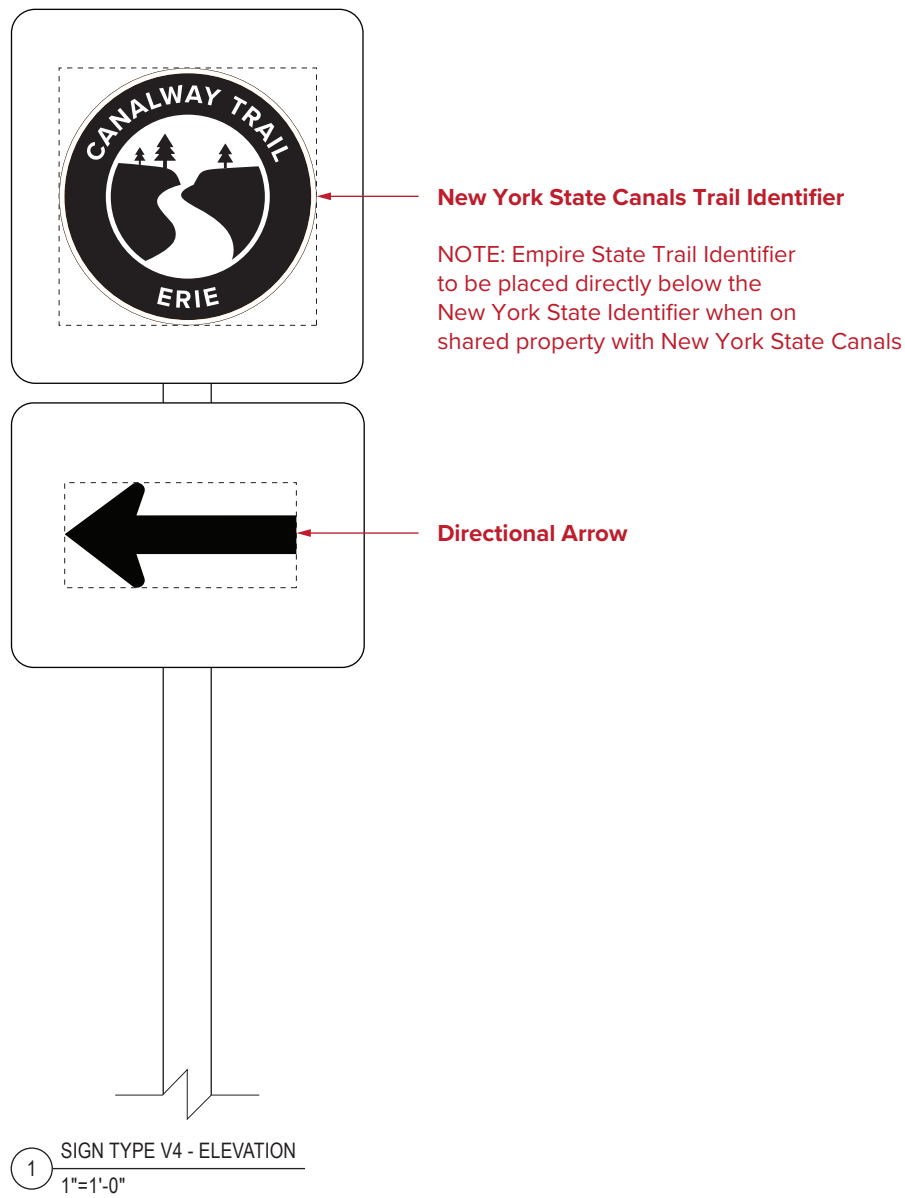 CANALWAY TRAIL
ERIE
New York State Canals Trail Identifier
NOTE: Empire State Trail Identifier
to be placed directly below the
New York State Identifier when on
shared property with New York State Canals
Directional Arrow
1
SIGN TYPE V4 - ELEVATION
1"=1'-0"